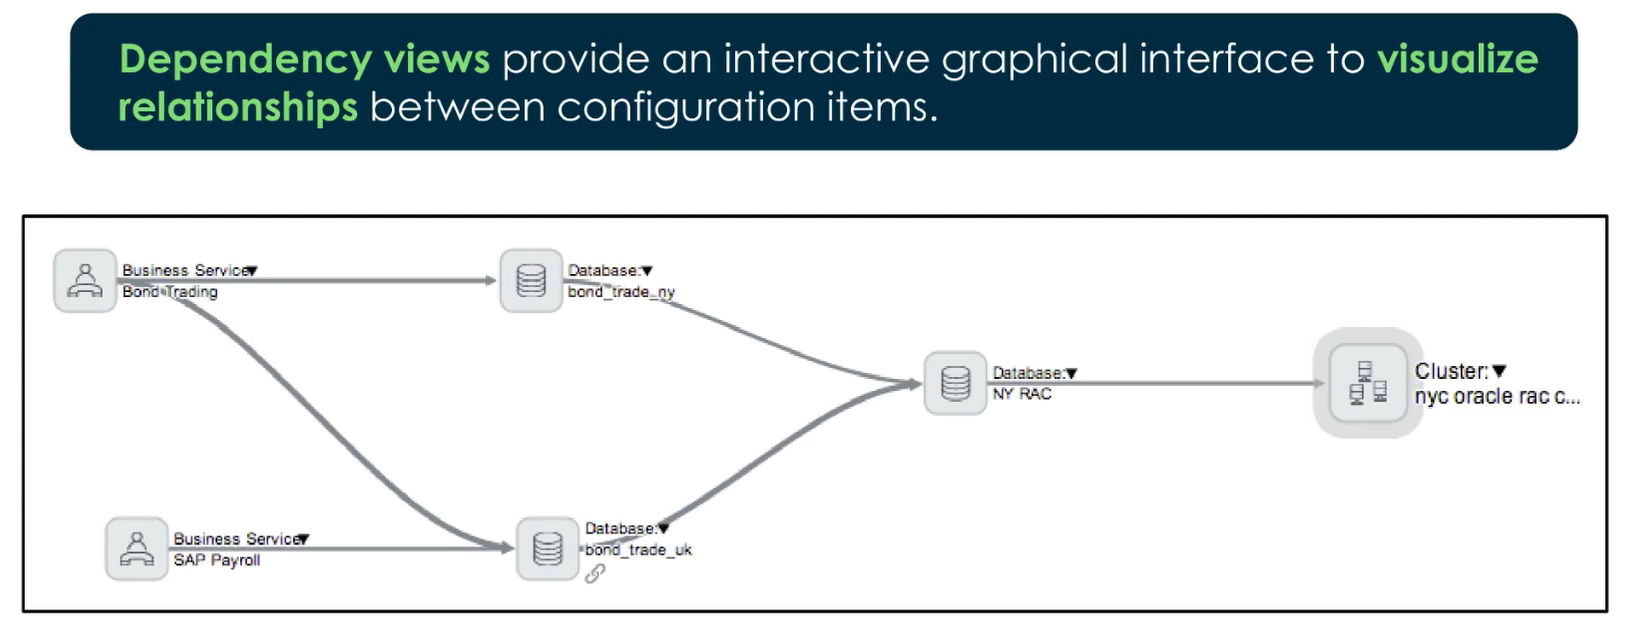 Dependency views provide an interactive graphical interface to visualize
relationships between configuration items.
Business Service
Bond Trading
Database:
bond_trade_ny
Database:
NY RAC
Cluster:
nyc oracle rac c...
Business Service
SAP Payroll
Database:
bond_trade_uk